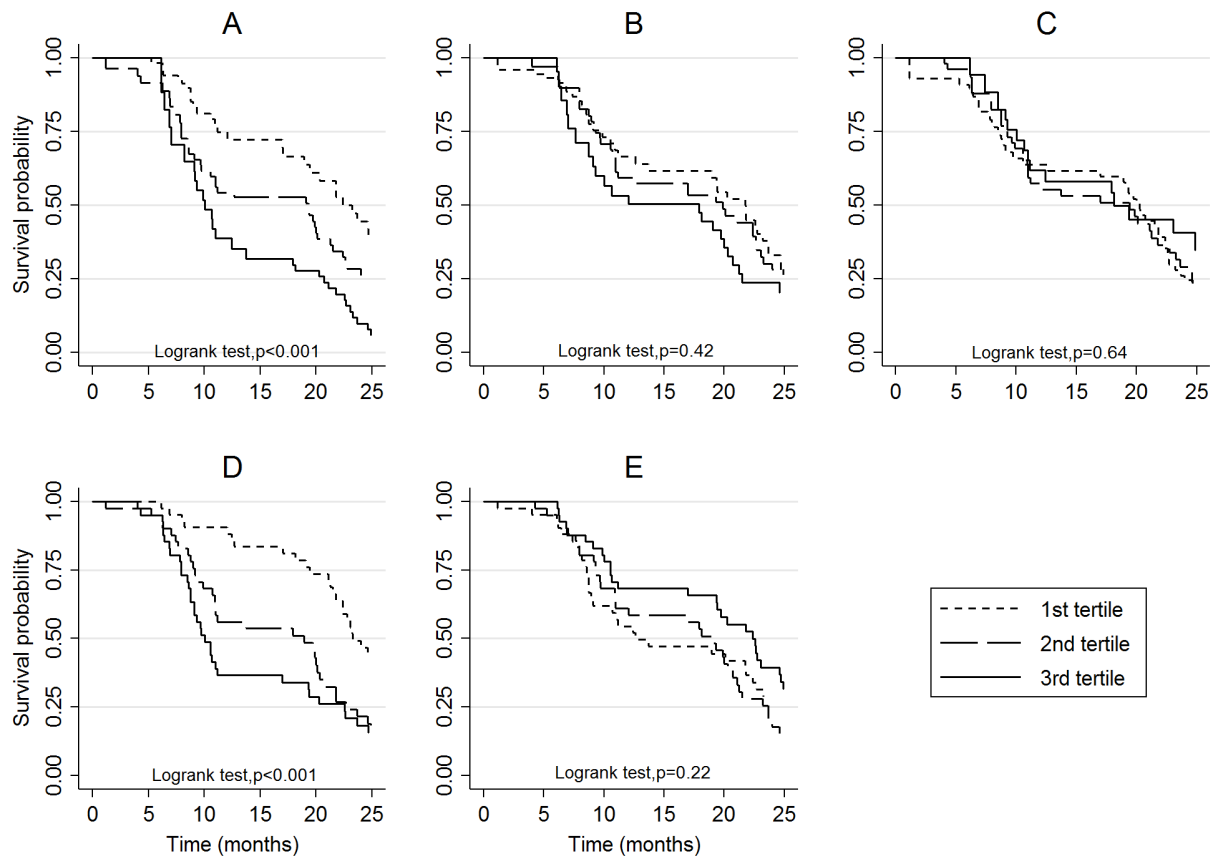 A
B
C
Survival probability
1.00
0.75
0.50
0.25
0.00
Logrank test,p<0.001
0 5 10 15 20 25
1.00
0.75
0.50
0.25
0.00
Logrank test,p=0.42
0 5 10 15 20 25
1.00
0.75
0.50
0.25
0.00
Logrank test,p=0.64
0 5 10 15 20 25
D
E
Survival probability
1.00
0.75
0.50
0.25
0.00
Logrank test,p<0.001
0 5 10 15 20 25
Time (months)
1.00
0.75
0.50
0.25
0.00
Logrank test,p=0.22
0 5 10 15 20 25
Time (months)
1st tertile
2nd tertile
3rd tertile